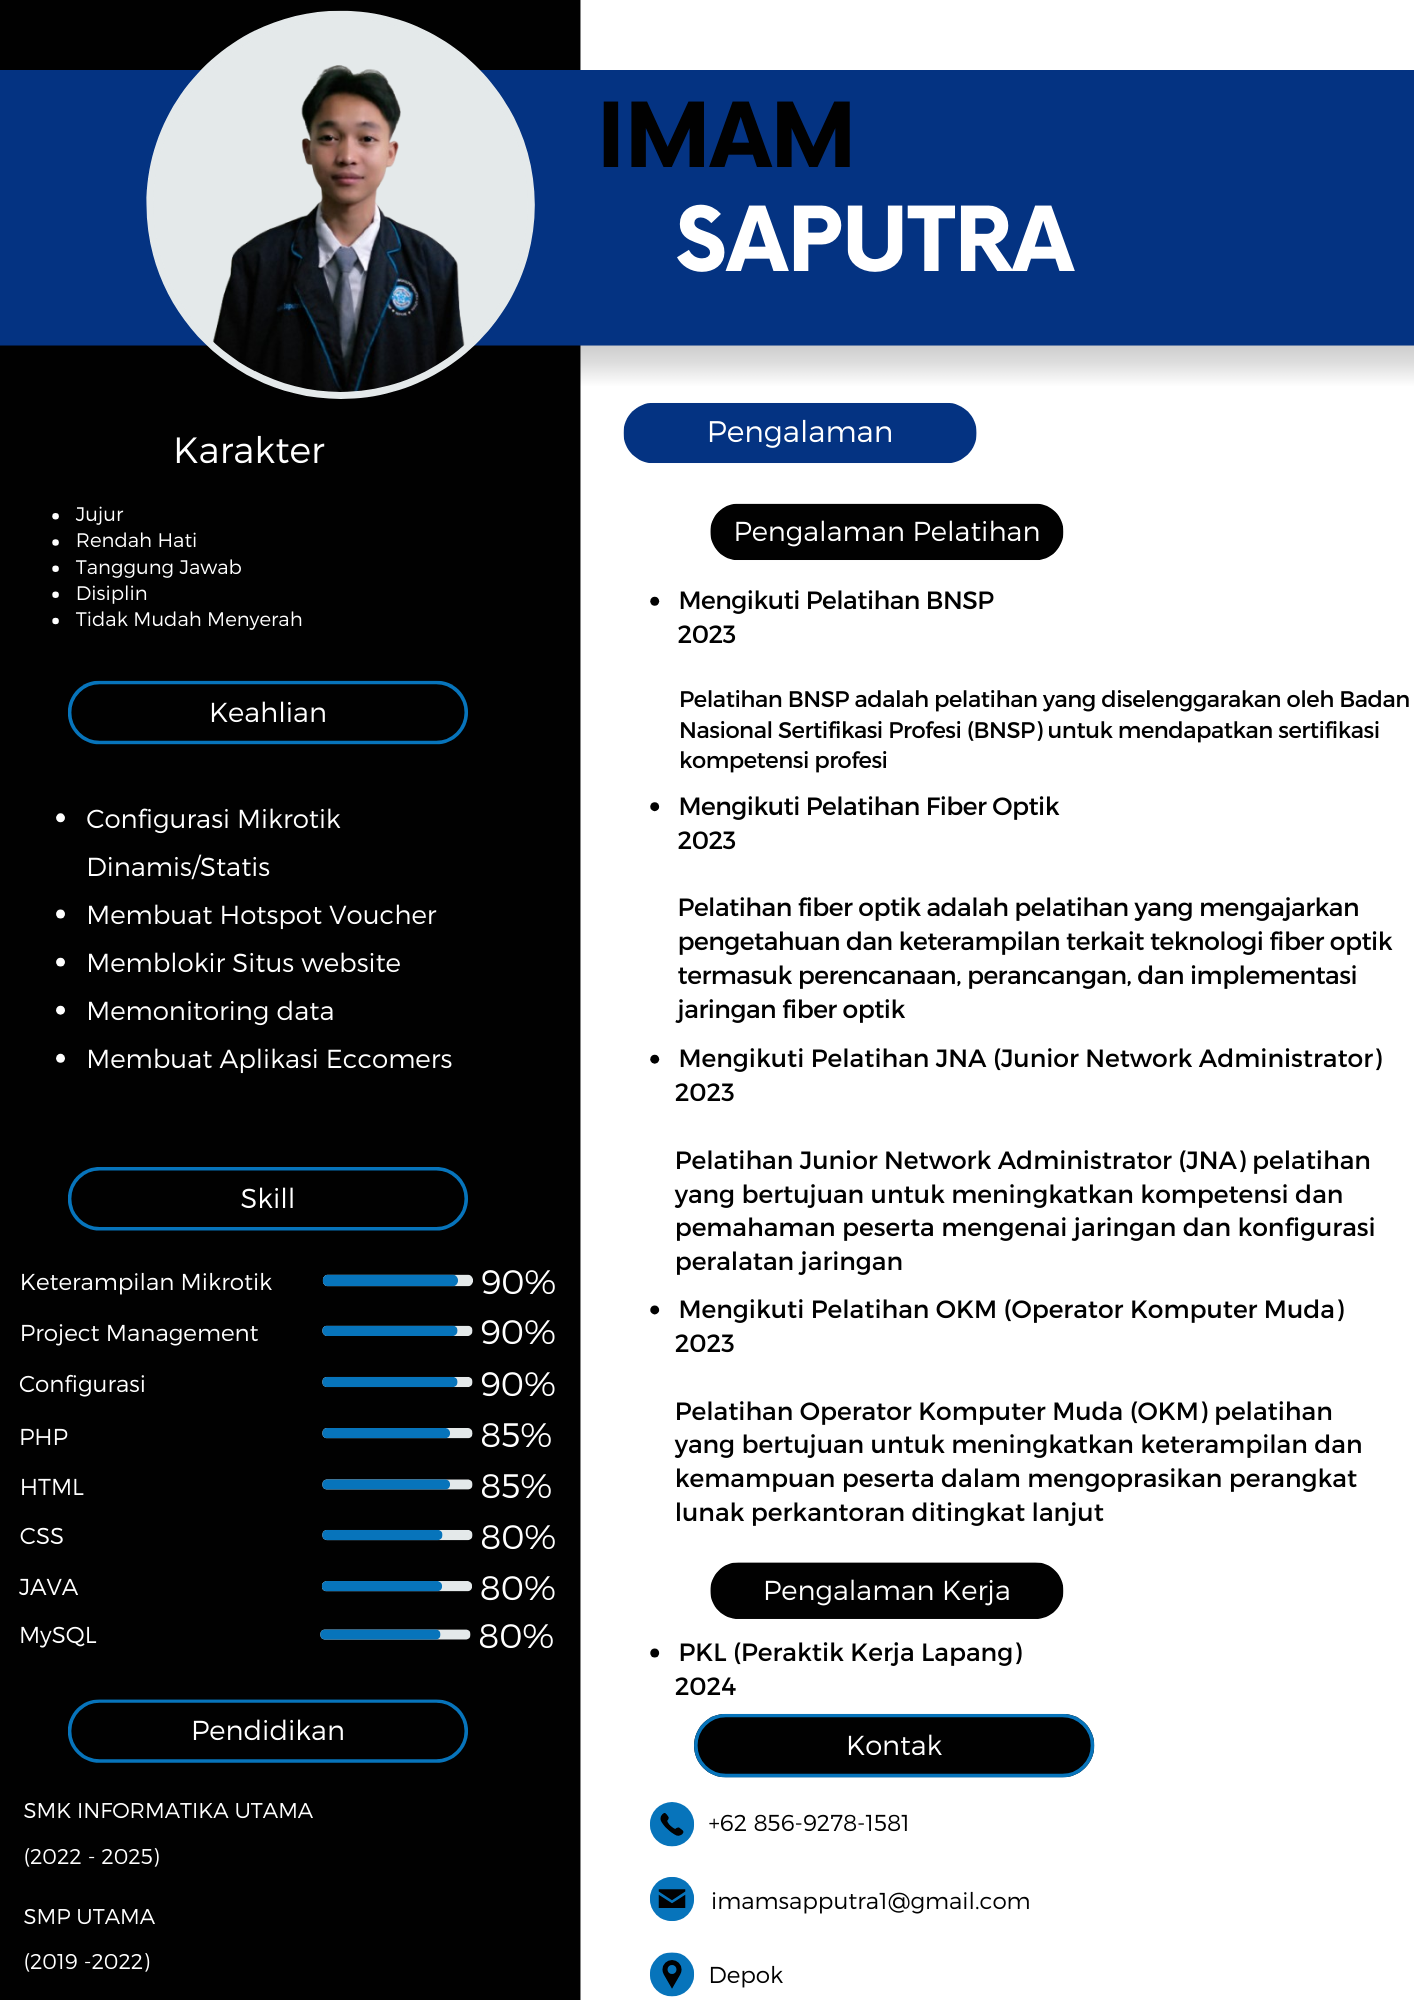 IMAM
SAPUTRA
Karakter
• Jujur
• Rendah Hati
• Tanggung Jawab
• Disiplin
• Tidak Mudah Menyerah
Keahlian
• Configurasi Mikrotik
Dinamis/Statis
• Membuat Hotspot Voucher
• Memblokir Situs website
• Memonitoring data
• Membuat Aplikasi Eccomers
Skill
Keterampilan Mikrotik 90%
Project Management 90%
Configurasi 90%
PHP 85%
HTML 85%
CSS 80%
JAVA 80%
MySQL 80%
Pendidikan
SMK INFORMATIKA UTAMA
(2022 - 2025)
SMP UTAMA
(2019 -2022)
Pengalaman
Pengalaman Pelatihan
• Mengikuti Pelatihan BNSP
2023
Pelatihan BNSP adalah pelatihan yang diselenggarakan oleh Badan
Nasional Sertifikasi Profesi (BNSP) untuk mendapatkan sertifikasi
kompetensi profesi
• Mengikuti Pelatihan Fiber Optik
2023
Pelatihan fiber optik adalah pelatihan yang mengajarkan
pengetahuan dan keterampilan terkait teknologi fiber optik
termasuk perencanaan, perancangan, dan implementasi
jaringan fiber optik
• Mengikuti Pelatihan JNA (Junior Network Administrator)
2023
Pelatihan Junior Network Administrator (JNA) pelatihan
yang bertujuan untuk meningkatkan kompetensi dan
pemahaman peserta mengenai jaringan dan konfigurasi
peralatan jaringan
• Mengikuti Pelatihan OKM (Operator Komputer Muda)
2023
Pelatihan Operator Komputer Muda (OKM) pelatihan
yang bertujuan untuk meningkatkan keterampilan dan
kemampuan peserta dalam mengoprasikan perangkat
lunak perkantoran ditingkat lanjut
Pengalaman Kerja
• PKL (Peraktik Kerja Lapang)
2024
Kontak
+62 856-9278-1581
imamsapputra1@gmail.com
Depok